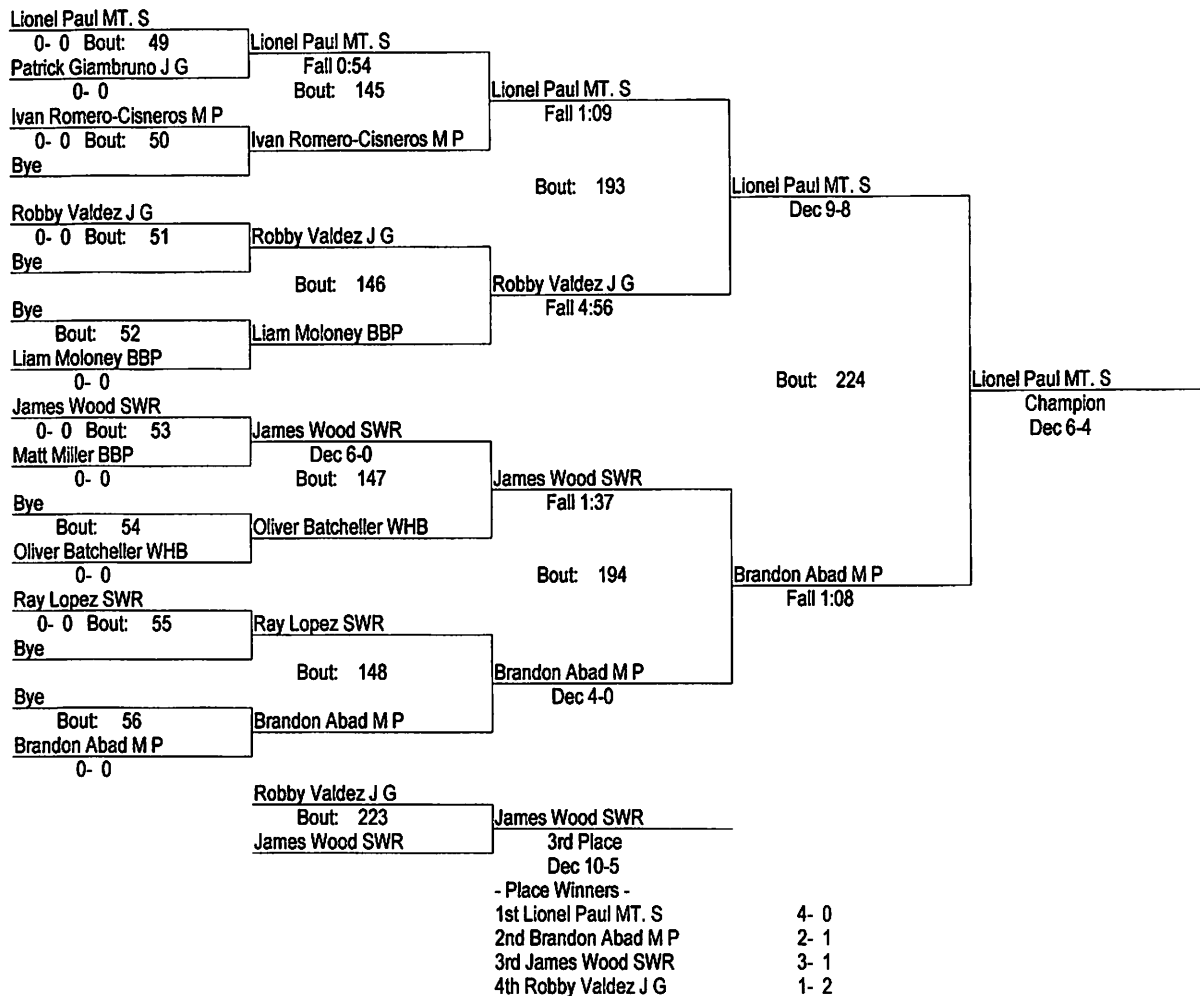 Lionel Paul MT. S
0- 0 Bout: 49
Patrick Giambruno J G
0- 0
Lionel Paul MT. S
Fall 0:54
Bout: 145
Ivan Romero-Cisneros M P
0- 0 Bout: 50
Bye
Ivan Romero-Cisneros M P
Lionel Paul MT. S
Fall 1:09
Bout: 193
Robby Valdez J G
0- 0 Bout: 51
Bye
Robby Valdez J G
Bout: 146
Bye
Bout: 52
Liam Moloney BBP
0- 0
Liam Moloney BBP
Robby Valdez J G
Fall 4:56
Lionel Paul MT. S
Dec 9-8
Bout: 224
James Wood SWR
0- 0 Bout: 53
Matt Miller BBP
0- 0
James Wood SWR
Dec 6-0
Bout: 147
Bye
Bout: 54
Oliver Batcheller WHB
0- 0
Oliver Batcheller WHB
James Wood SWR
Fall 1:37
Bout: 194
Ray Lopez SWR
0- 0 Bout: 55
Bye
Ray Lopez SWR
Bout: 148
Bye
Bout: 56
Brandon Abad M P
0- 0
Brandon Abad M P
Brandon Abad M P
Dec 4-0
Brandon Abad M P
Fall 1:08
Lionel Paul MT. S
Champion
Dec 6-4
Robby Valdez J G
Bout: 223
James Wood SWR
James Wood SWR
3rd Place
Dec 10-5
- Place Winners -
1st Lionel Paul MT. S 4- 0
2nd Brandon Abad M P 2- 1
3rd James Wood SWR 3- 1
4th Robby Valdez J G 1- 2